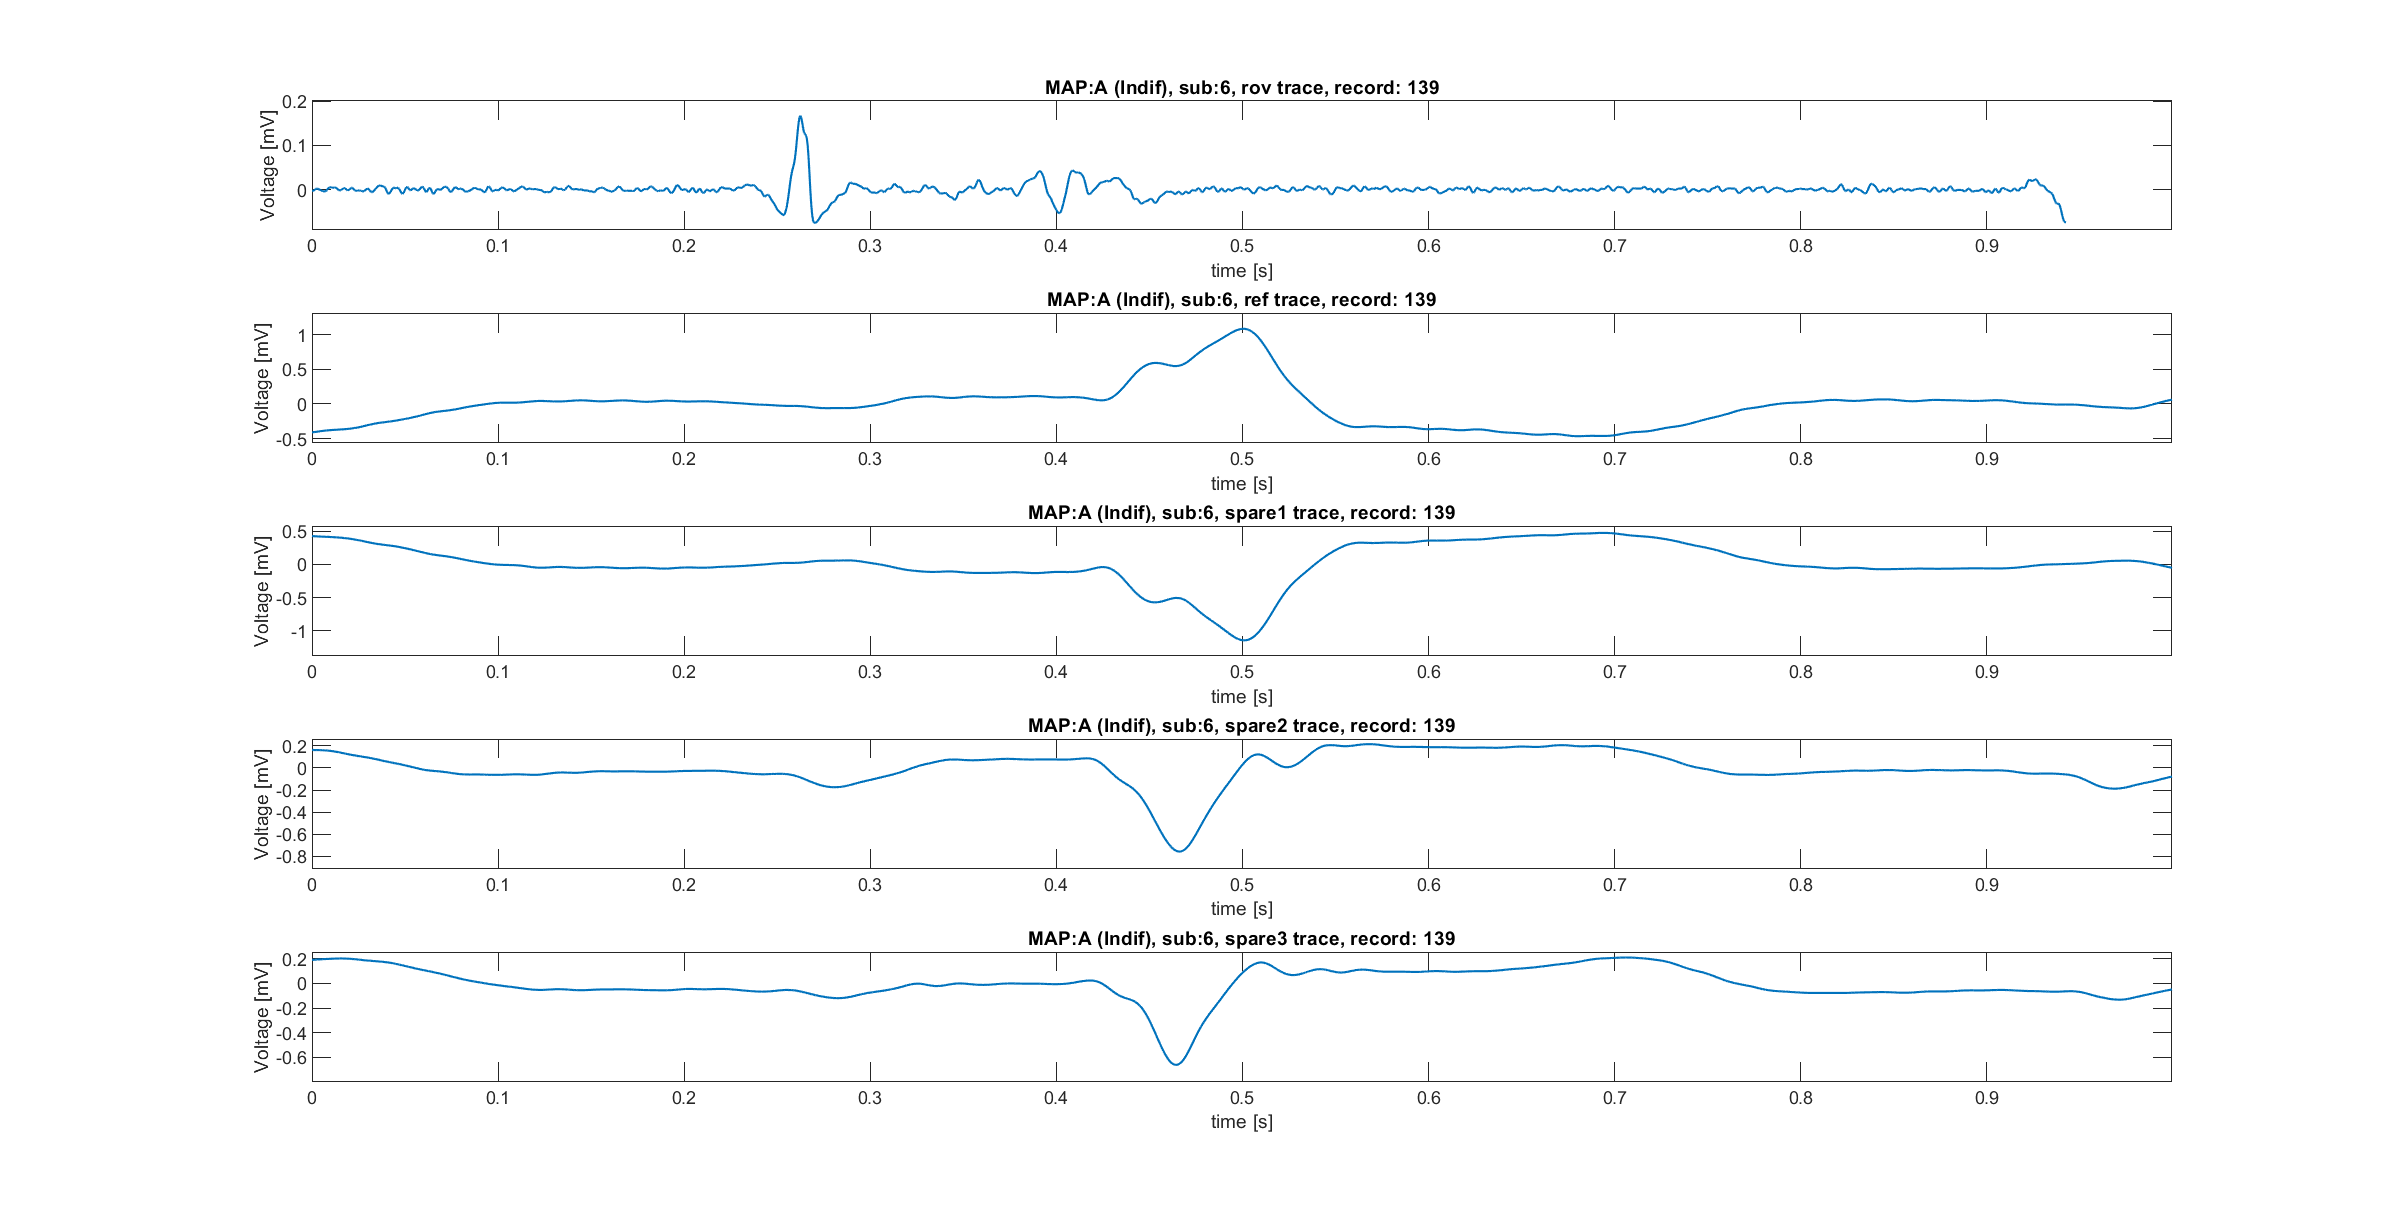 MAP:A (Indif), sub:6, rov trace, record: 139
Voltage [mV]
0.2
0.1
0
0 0.1 0.2 0.3 0.4 0.5 0.6 0.7 0.8 0.9
time [s]
MAP:A (Indif), sub:6, ref trace, record: 139
Voltage [mV]
1
0.5
0
-0.5
0 0.1 0.2 0.3 0.4 0.5 0.6 0.7 0.8 0.9
time [s]
MAP:A (Indif), sub:6, spare1 trace, record: 139
Voltage [mV]
0.5
0
-0.5
-1
0 0.1 0.2 0.3 0.4 0.5 0.6 0.7 0.8 0.9
time [s]
MAP:A (Indif), sub:6, spare2 trace, record: 139
Voltage [mV]
0.2
0
-0.2
-0.4
-0.6
-0.8
0 0.1 0.2 0.3 0.4 0.5 0.6 0.7 0.8 0.9
time [s]
MAP:A (Indif), sub:6, spare3 trace, record: 139
Voltage [mV]
0.2
0
-0.2
-0.4
-0.6
0 0.1 0.2 0.3 0.4 0.5 0.6 0.7 0.8 0.9
time [s]